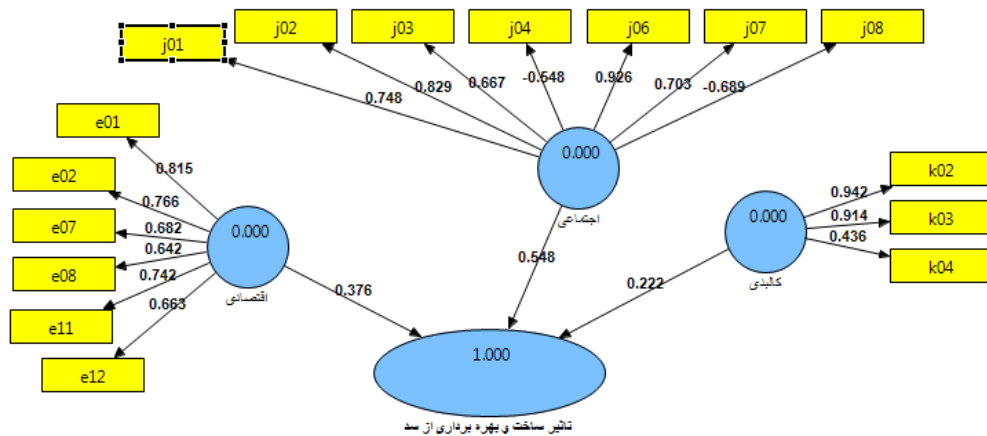 j01
j02
j03
j04
j06
j07
j08
0.748
0.829
0.667
-0.548
0.926
0.703
-0.689
0.000
اجتماعی
0.548
e01
e02
e07
e08
e11
e12
0.815
0.766
0.682
0.642
0.742
0.663
0.000
اقتصادی
0.376
k02
k03
k04
0.942
0.914
0.436
0.000
کالبدی
0.222
1.000
تاثیر ساخت و بهره برداری از سد